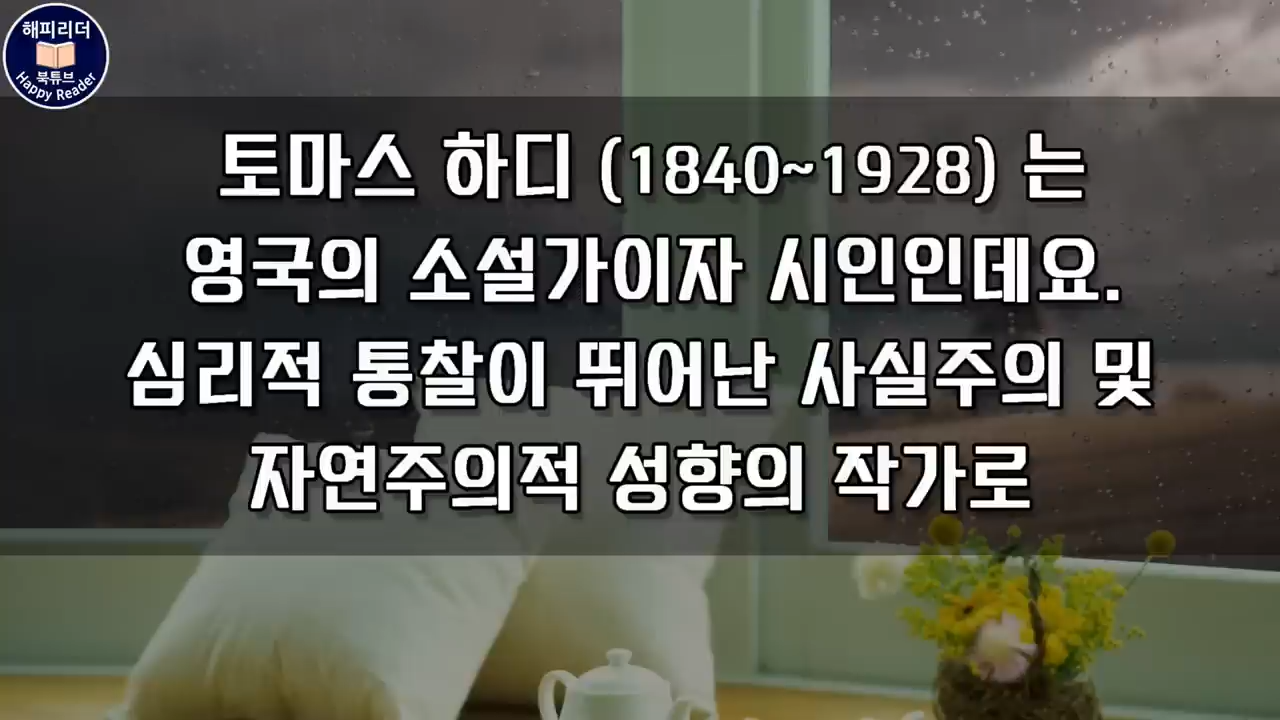 해피리더
북튜브
Happy Reader
토마스 하디 (1840~1928) 는
영국의 소설가이자 시인인데요.
심리적 통찰이 뛰어난 사실주의 및
자연주의적 성향의 작가로